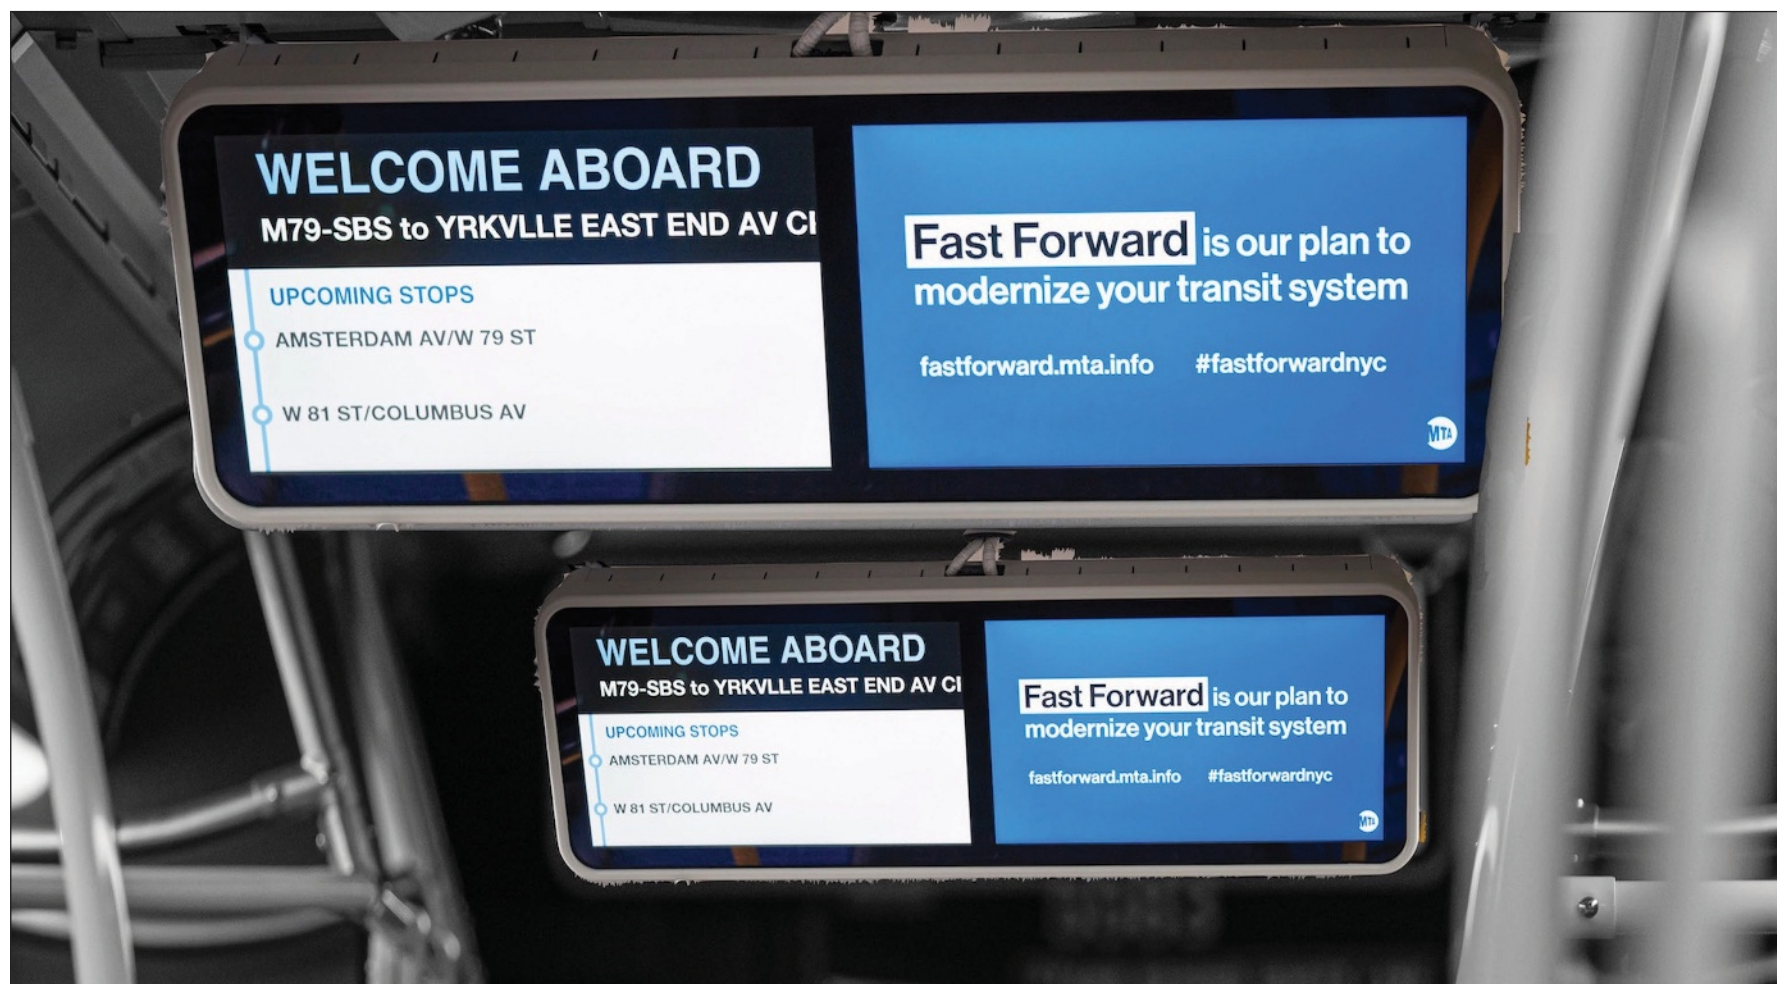 WELCOME ABOARD
M79-SBS to YRKVLLE EAST END AV
UPCOMING STOPS
AMSTERDAM AV/W 79 ST
W 81 ST/COLUMBUS AV
Fast Forward is our plan to
modernize your transit system
fastforward.mta.info #fastforwardnyc
MTA
WELCOME ABOARD
M79-SBS to YRKVLLE EAST END AV
UPCOMING STOPS
AMSTERDAM AV/W 79 ST
W 81 ST/COLUMBUS AV
Fast Forward is our plan to
modernize your transit system
fastforward.mta.info #fastforwardnyc
MTA